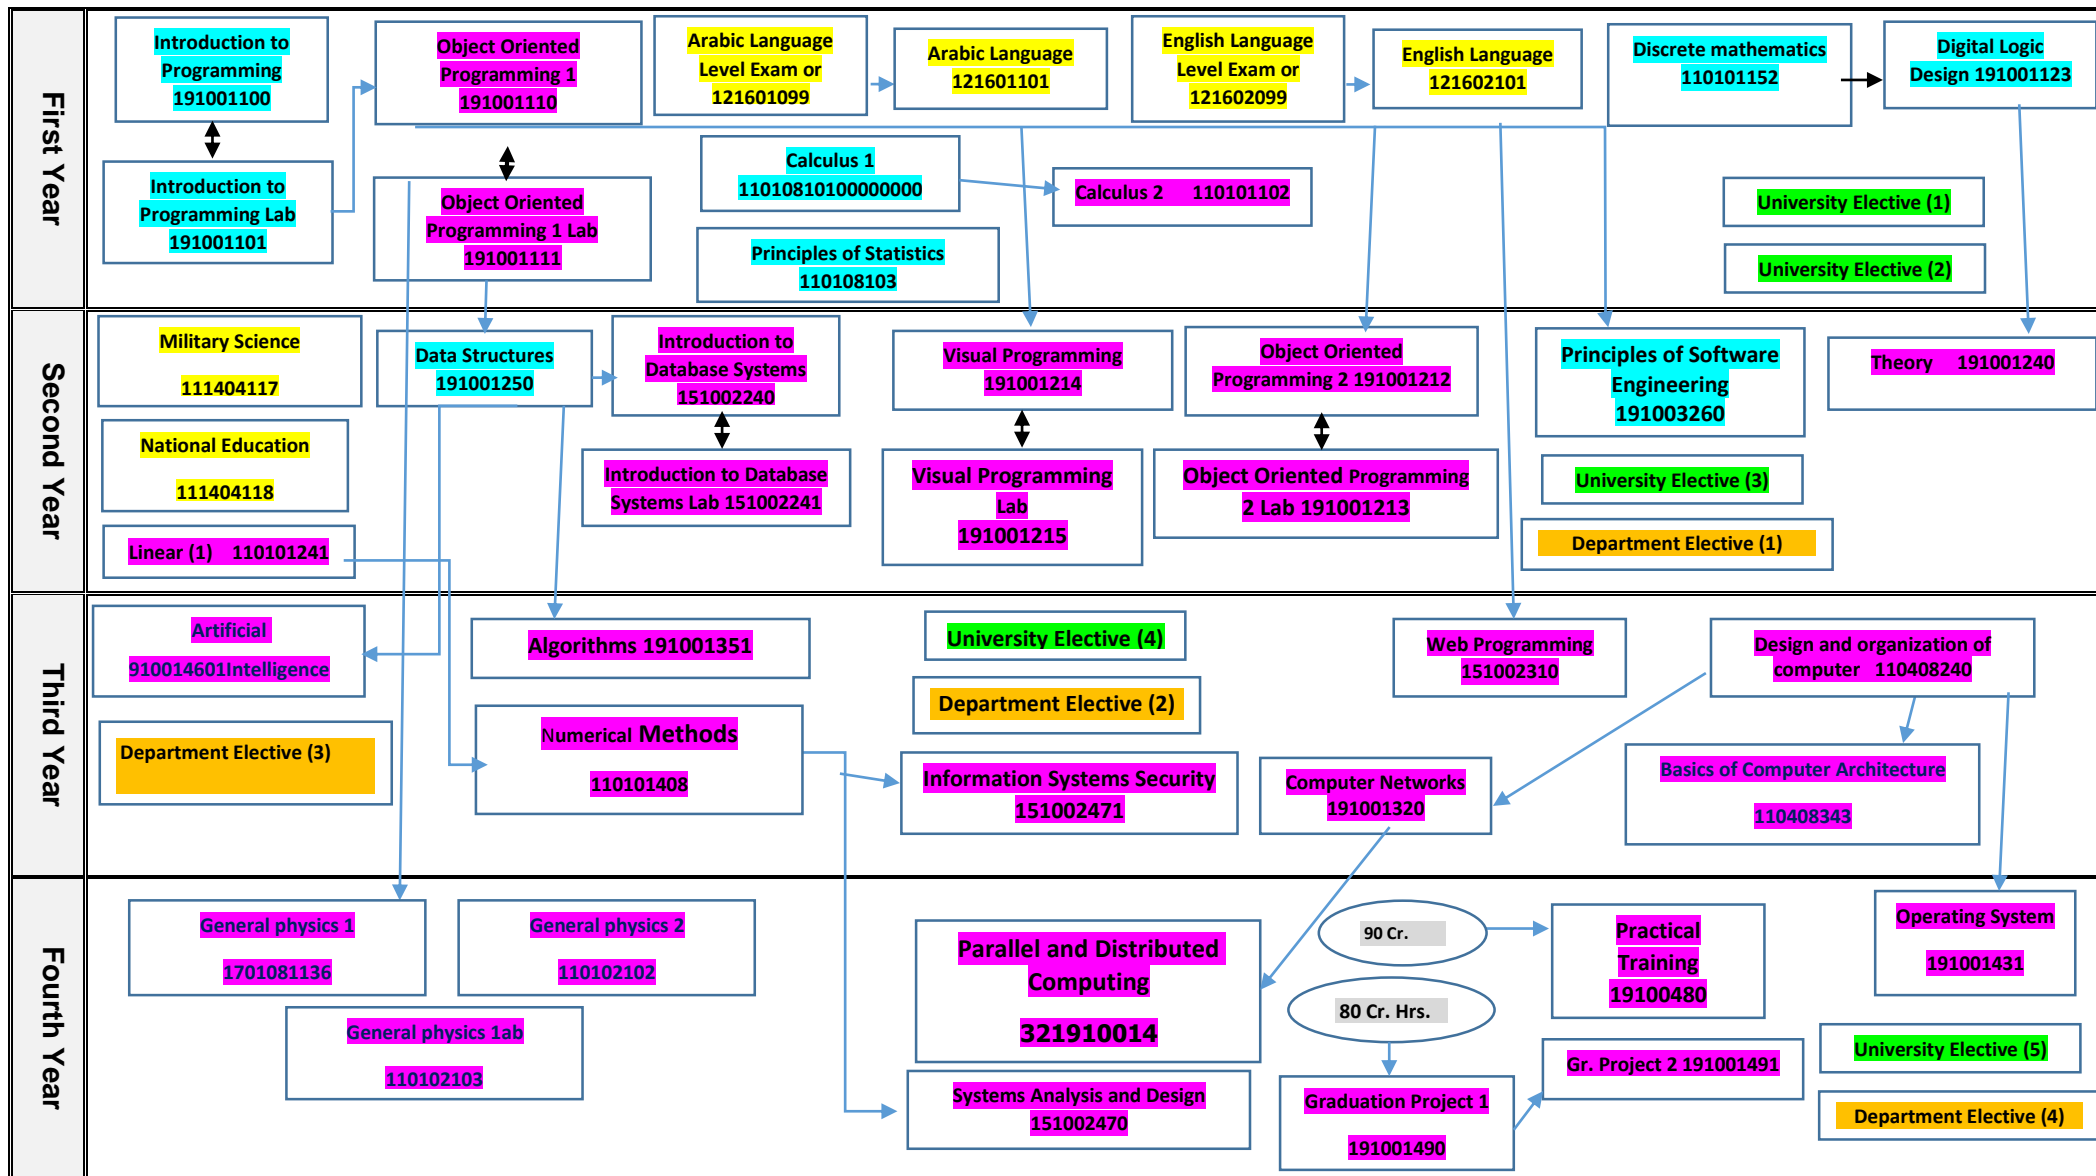 First Year
Introduction to
Programming
191001100
Object Oriented
Programming 1
191001110
Arabic Language
Level Exam or
121601099
Arabic Language
121601101
English Language
Level Exam or
121602099
English Language
121602101
Discrete mathematics
110101152
Digital Logic
Design 191001123
Introduction to
Programming Lab
191001101
Object Oriented
Programming 1 Lab
191001111
Calculus 1
11010810100000000
Calculus 2 110101102
Principles of Statistics
110108103
University Elective (1)
University Elective (2)
Second Year
Military Science
111404117
Data Structures
191001250
Introduction to
Database Systems
151002240
Visual Programming
191001214
Object Oriented
Programming 2 191001212
Principles of Software
Engineering
191003260
Theory 191001240
National Education
111404118
Introduction to Database
Systems Lab 151002241
Visual Programming
Lab
191001215
Object Oriented Programming
2 Lab 191001213
University Elective (3)
Department Elective (1)
Linear (1) 110101241
Third Year
Artificial
910014601Intelligence
Algorithms 191001351
University Elective (4)
Department Elective (2)
Web Programming
151002310
Design and organization of
computer 110408240
Department Elective (3)
Numerical Methods
110101408
Information Systems Security
151002471
Computer Networks
191001320
Basics of Computer Architecture
110408343
Fourth Year
General physics 1
1701081136
General physics 2
110102102
General physics 1ab
110102103
Parallel and Distributed
Computing
321910014
90 Cr.
80 Cr. Hrs.
Practical
Training
19100480
Operating System
191001431
Systems Analysis and Design
151002470
Graduation Project 1
191001490
Gr. Project 2 191001491
University Elective (5)
Department Elective (4)